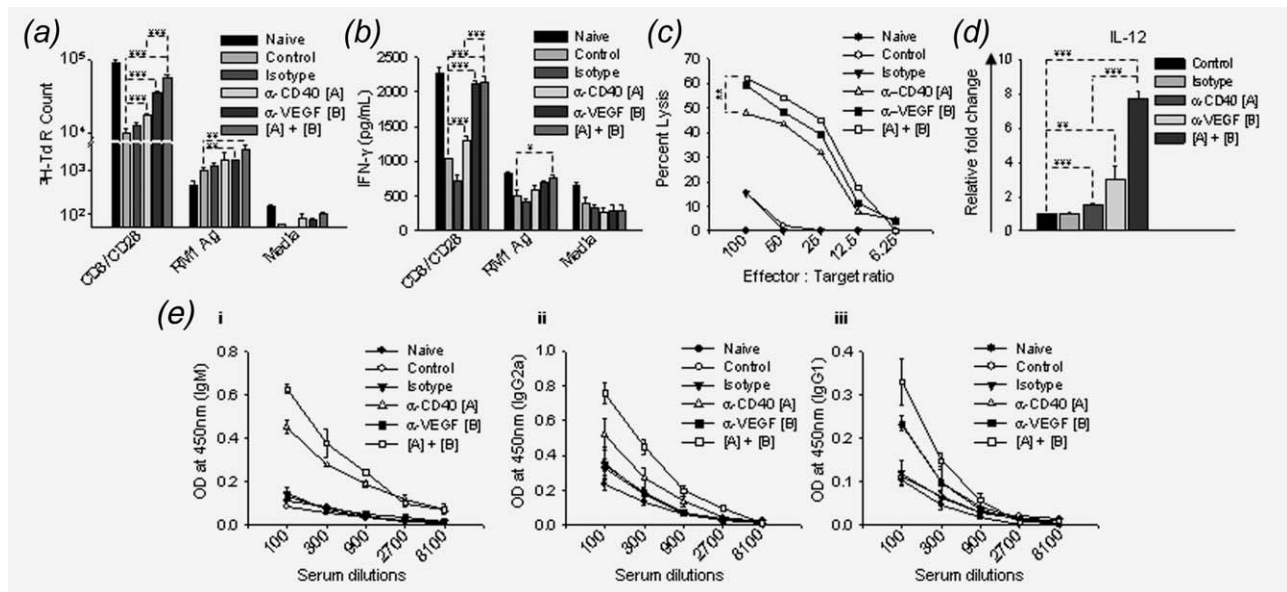 (a)
³H-Td R Count
10⁵
10⁴
10³
10²
Naive
Control
Isotype
α-CD40 [A]
α-VEGF [B]
[A] + [B]
¥¥¥
¥¥¥
¥¥¥
¥¥¥
¥¥
¥¥
CD3/CD28
RM1 Ag
Media
(b)
IFN-γ (pg/mL)
2500
2000
1500
1000
500
0
Naive
Control
Isotype
α-CD40 [A]
α-VEGF [B]
[A] + [B]
¥¥¥
¥¥¥
¥¥¥
¥¥¥
¥
CD3/CD28
RM1 Ag
Media
(c)
Percent Lysis
70
60
50
40
30
20
10
0
¥¥
Naive
Control
Isotype
α-CD40 [A]
α-VEGF [B]
[A] + [B]
100
50
25
12.5
6.25
Effector : Target ratio
(d)
IL-12
Relative fold change
10
8
6
4
2
0
¥¥¥
¥¥¥
¥¥
¥¥¥
Control
Isotype
α-CD40 [A]
α-VEGF [B]
[A] + [B]
(e)
i
OD at 450nm (IgM)
0.8
0.6
0.4
0.2
0.0
Naive
Control
Isotype
α-CD40 [A]
α-VEGF [B]
[A] + [B]
100
300
900
2700
8100
Serum dilutions
ii
OD at 450nm (IgG2a)
1.0
0.8
0.6
0.4
0.2
0.0
Naive
Control
Isotype
α-CD40 [A]
α-VEGF [B]
[A] + [B]
100
300
900
2700
8100
Serum dilutions
iii
OD at 450nm (IgG1)
0.4
0.3
0.2
0.1
0.0
Naive
Control
Isotype
α-CD40 [A]
α-VEGF [B]
[A] + [B]
100
300
900
2700
8100
Serum dilutions